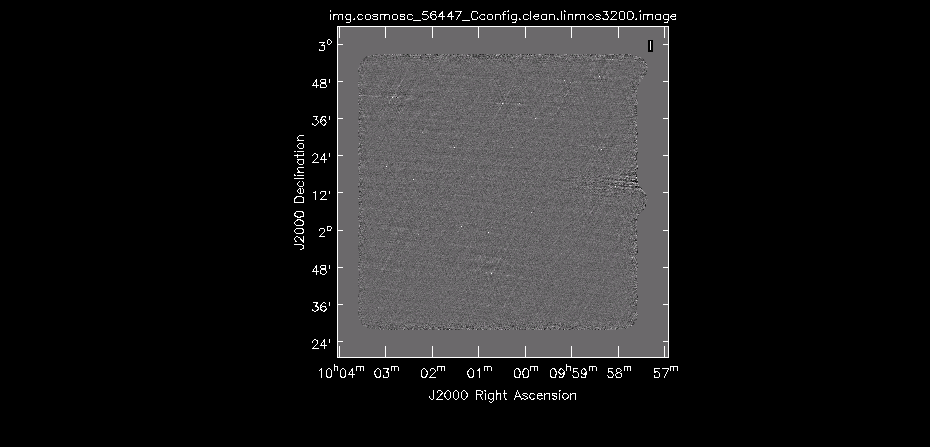 img.cosmosc_56447_Cconfig.clean.linmos3200.image
3°
48'
36'
24'
12'
2°
48'
36'
24'
J2000 Declination
10ʰ04ᵐ 03ᵐ 02ᵐ 01ᵐ 00ᵐ 09ʰ59ᵐ 58ᵐ 57ᵐ
J2000 Right Ascension